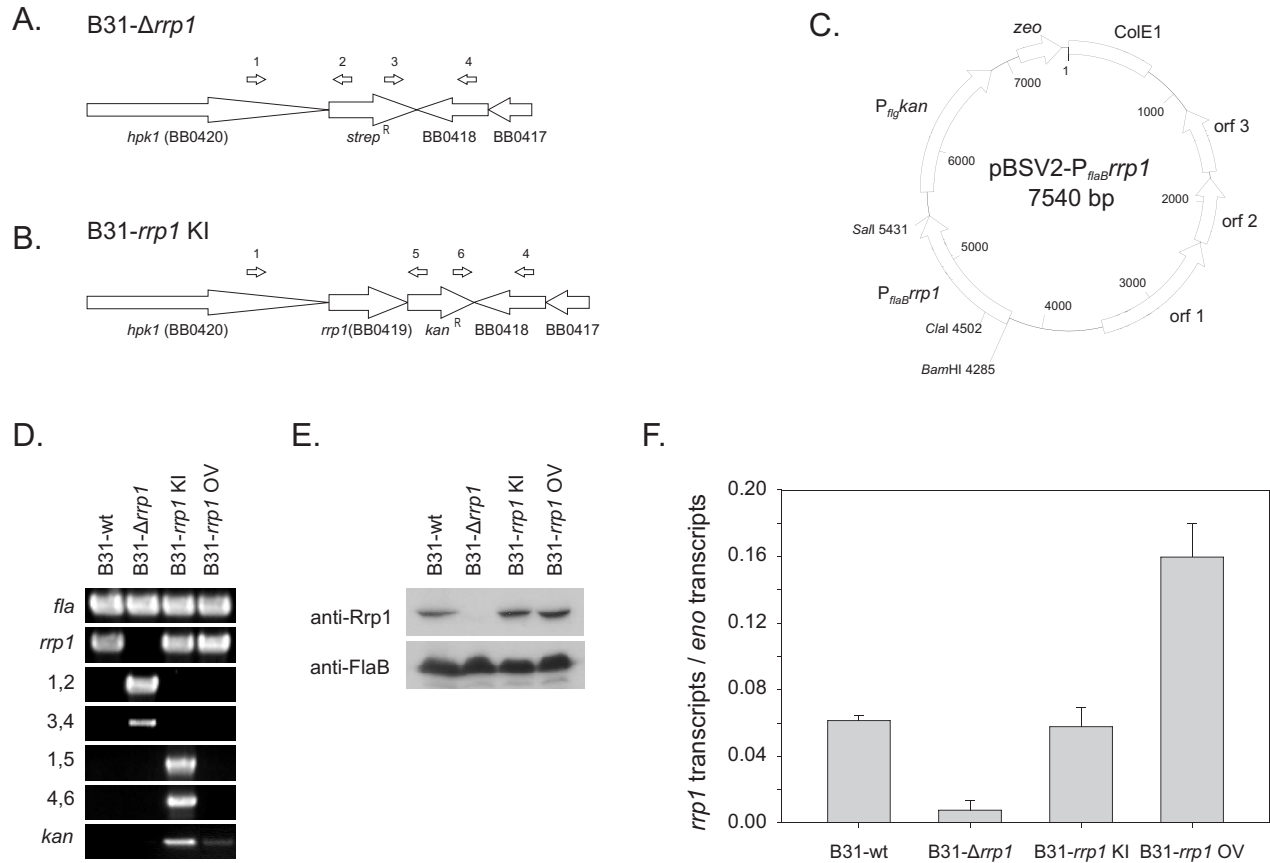 A.
B31-Δrrp1
1 2 3 4
hpk1 (BB0420) strep R BB0418 BB0417
B.
B31-rrp1 KI
1 5 6 4
hpk1 (BB0420) rrp1(BB0419) kan R BB0418 BB0417
C.
zeo
ColE1
1
7000
1000
PflgKan
orf 3
6000
pBSV2-PflaBrrp1
7540 bp
2000
orf 2
SalI 5431
5000
3000
PflaBrrp1
4000
orf 1
ClaI 4502
BamHI 4285
D.
B31-wt
B31-Δrrp1
B31-rrp1 KI
B31-rrp1 OV
fla
rrp1
1,2
3,4
1,5
4,6
kan
E.
B31-wt
B31-Δrrp1
B31-rrp1 KI
B31-rrp1 OV
anti-Rrp1
anti-FlaB
F.
rrp1 transcripts / eno transcripts
0.20
0.16
0.12
0.08
0.04
0.00
B31-wt B31-Δrrp1 B31-rrp1 KI B31-rrp1 OV